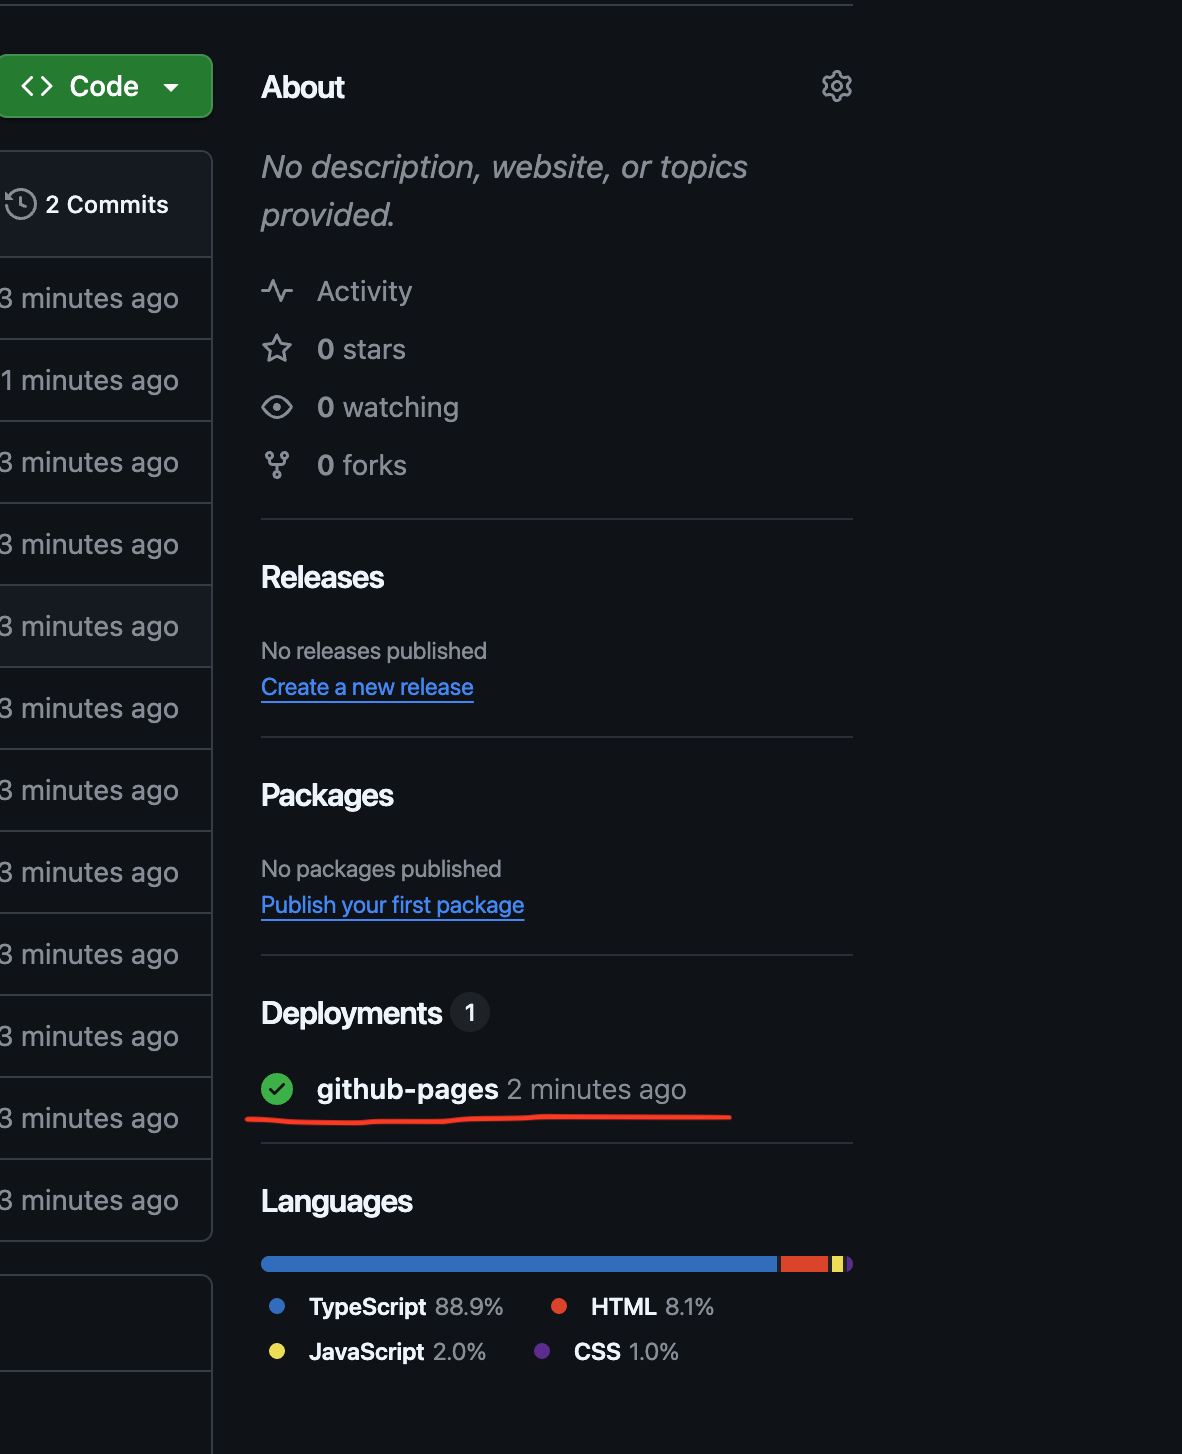 Code
About
No description, website, or topics
provided.
2 Commits
Activity
0 stars
0 watching
0 forks
3 minutes ago
1 minutes ago
3 minutes ago
3 minutes ago
3 minutes ago
3 minutes ago
3 minutes ago
3 minutes ago
3 minutes ago
3 minutes ago
3 minutes ago
3 minutes ago
Releases
No releases published
Create a new release
Packages
No packages published
Publish your first package
Deployments 1
github-pages 2 minutes ago
Languages
TypeScript 88.9%
HTML 8.1%
JavaScript 2.0%
CSS 1.0%